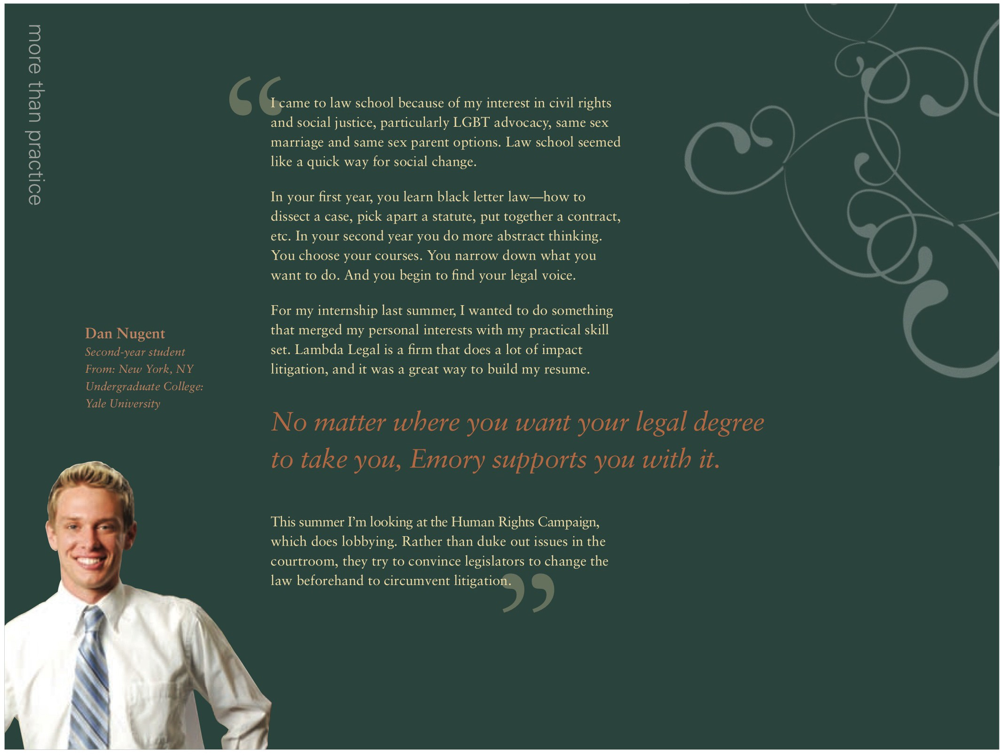 more than practice
“I came to law school because of my interest in civil rights
and social justice, particularly LGBT advocacy, same sex
marriage and same sex parent options. Law school seemed
like a quick way for social change.
In your first year, you learn black letter law—how to
dissect a case, pick apart a statute, put together a contract,
etc. In your second year you do more abstract thinking.
You choose your courses. You narrow down what you
want to do. And you begin to find your legal voice.
For my internship last summer, I wanted to do something
that merged my personal interests with my practical skill
set. Lambda Legal is a firm that does a lot of impact
litigation, and it was a great way to build my resume.
Dan Nugent
Second-year student
From: New York, NY
Undergraduate College:
Yale University
No matter where you want your legal degree
to take you, Emory supports you with it.
This summer I’m looking at the Human Rights Campaign,
which does lobbying. Rather than duke out issues in the
courtroom, they try to convince legislators to change the
law beforehand to circumvent litigation.”